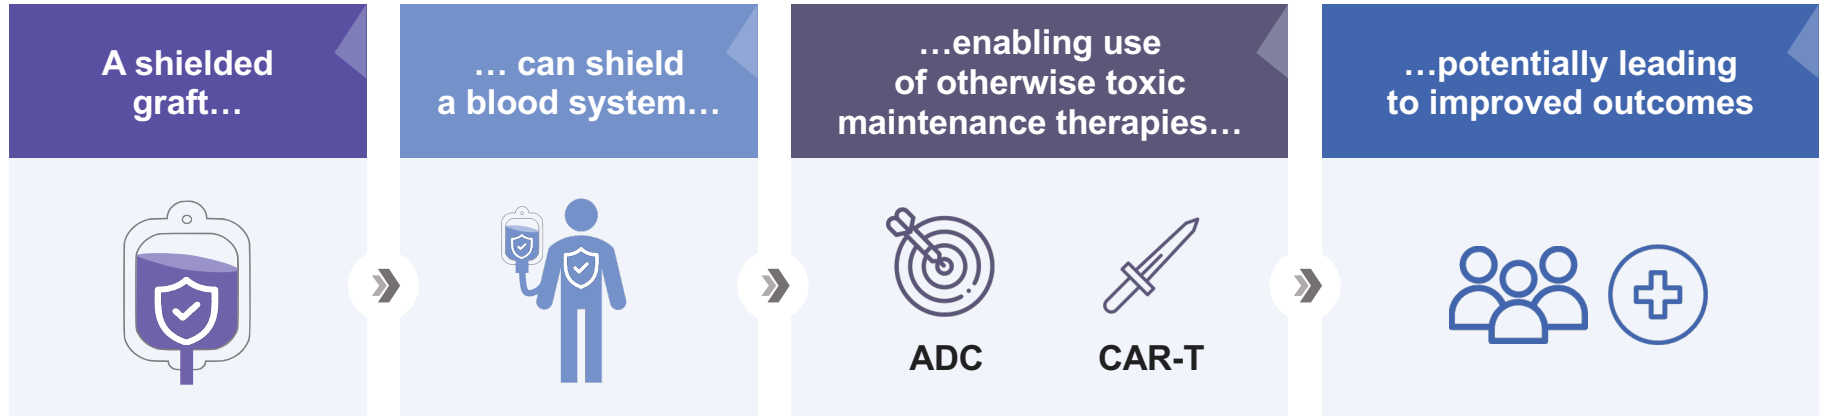 A shielded
graft…
… can shield
a blood system…
…enabling use
of otherwise toxic
maintenance therapies…
…potentially leading
to improved outcomes
ADC
CAR-T